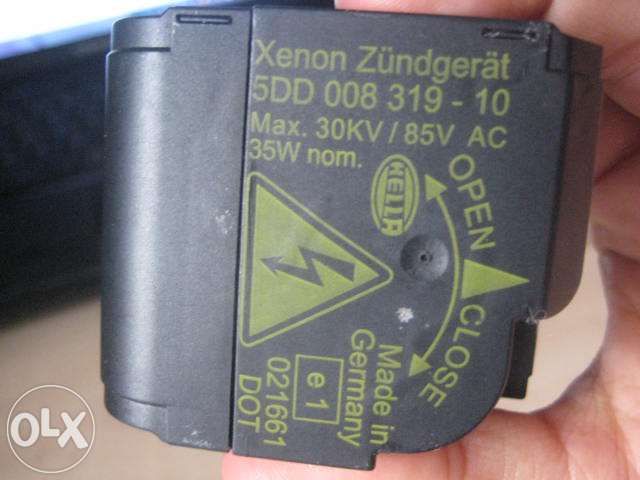 Xenon Zündgerät
5DD 008 319 - 10
Max. 30KV / 85V AC
35W nom.
HELLA
OPEN
CLOSE
Made in
Germany
e 1
021661
DOT
OLX